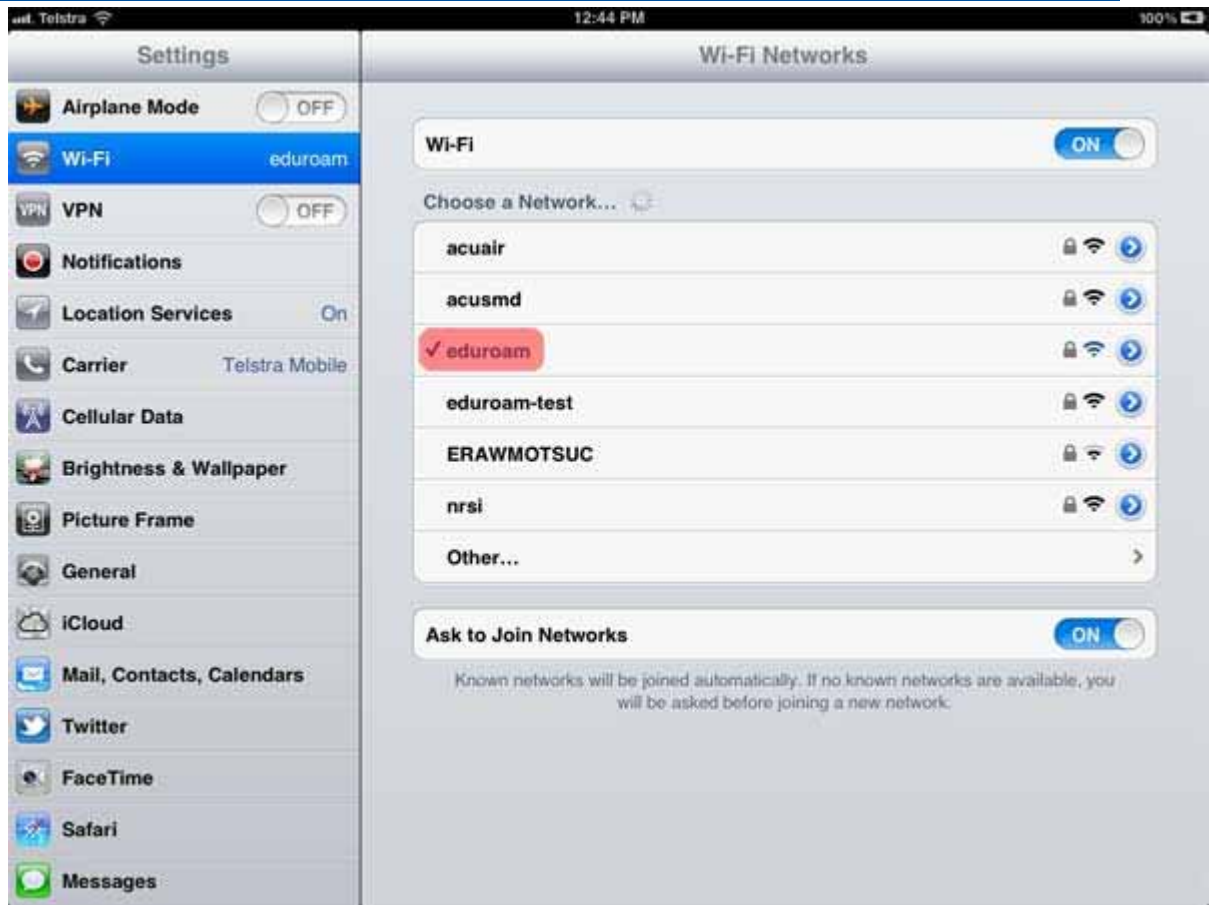 Telstra 12:44 PM 100%
Settings
Airplane Mode OFF
Wi-Fi eduroam
VPN VPN OFF
Notifications
Location Services On
Carrier Telstra Mobile
Cellular Data
Brightness & Wallpaper
Picture Frame
General
iCloud
Mail, Contacts, Calendars
Twitter
FaceTime
Safari
Messages
Wi-Fi Networks
Wi-Fi ON
Choose a Network...
acuair
acusmd
✓ eduroam
eduroam-test
ERAWMOTSUC
nrsi
Other...
Ask to Join Networks ON
Known networks will be joined automatically. If no known networks are available, you
will be asked before joining a new network.